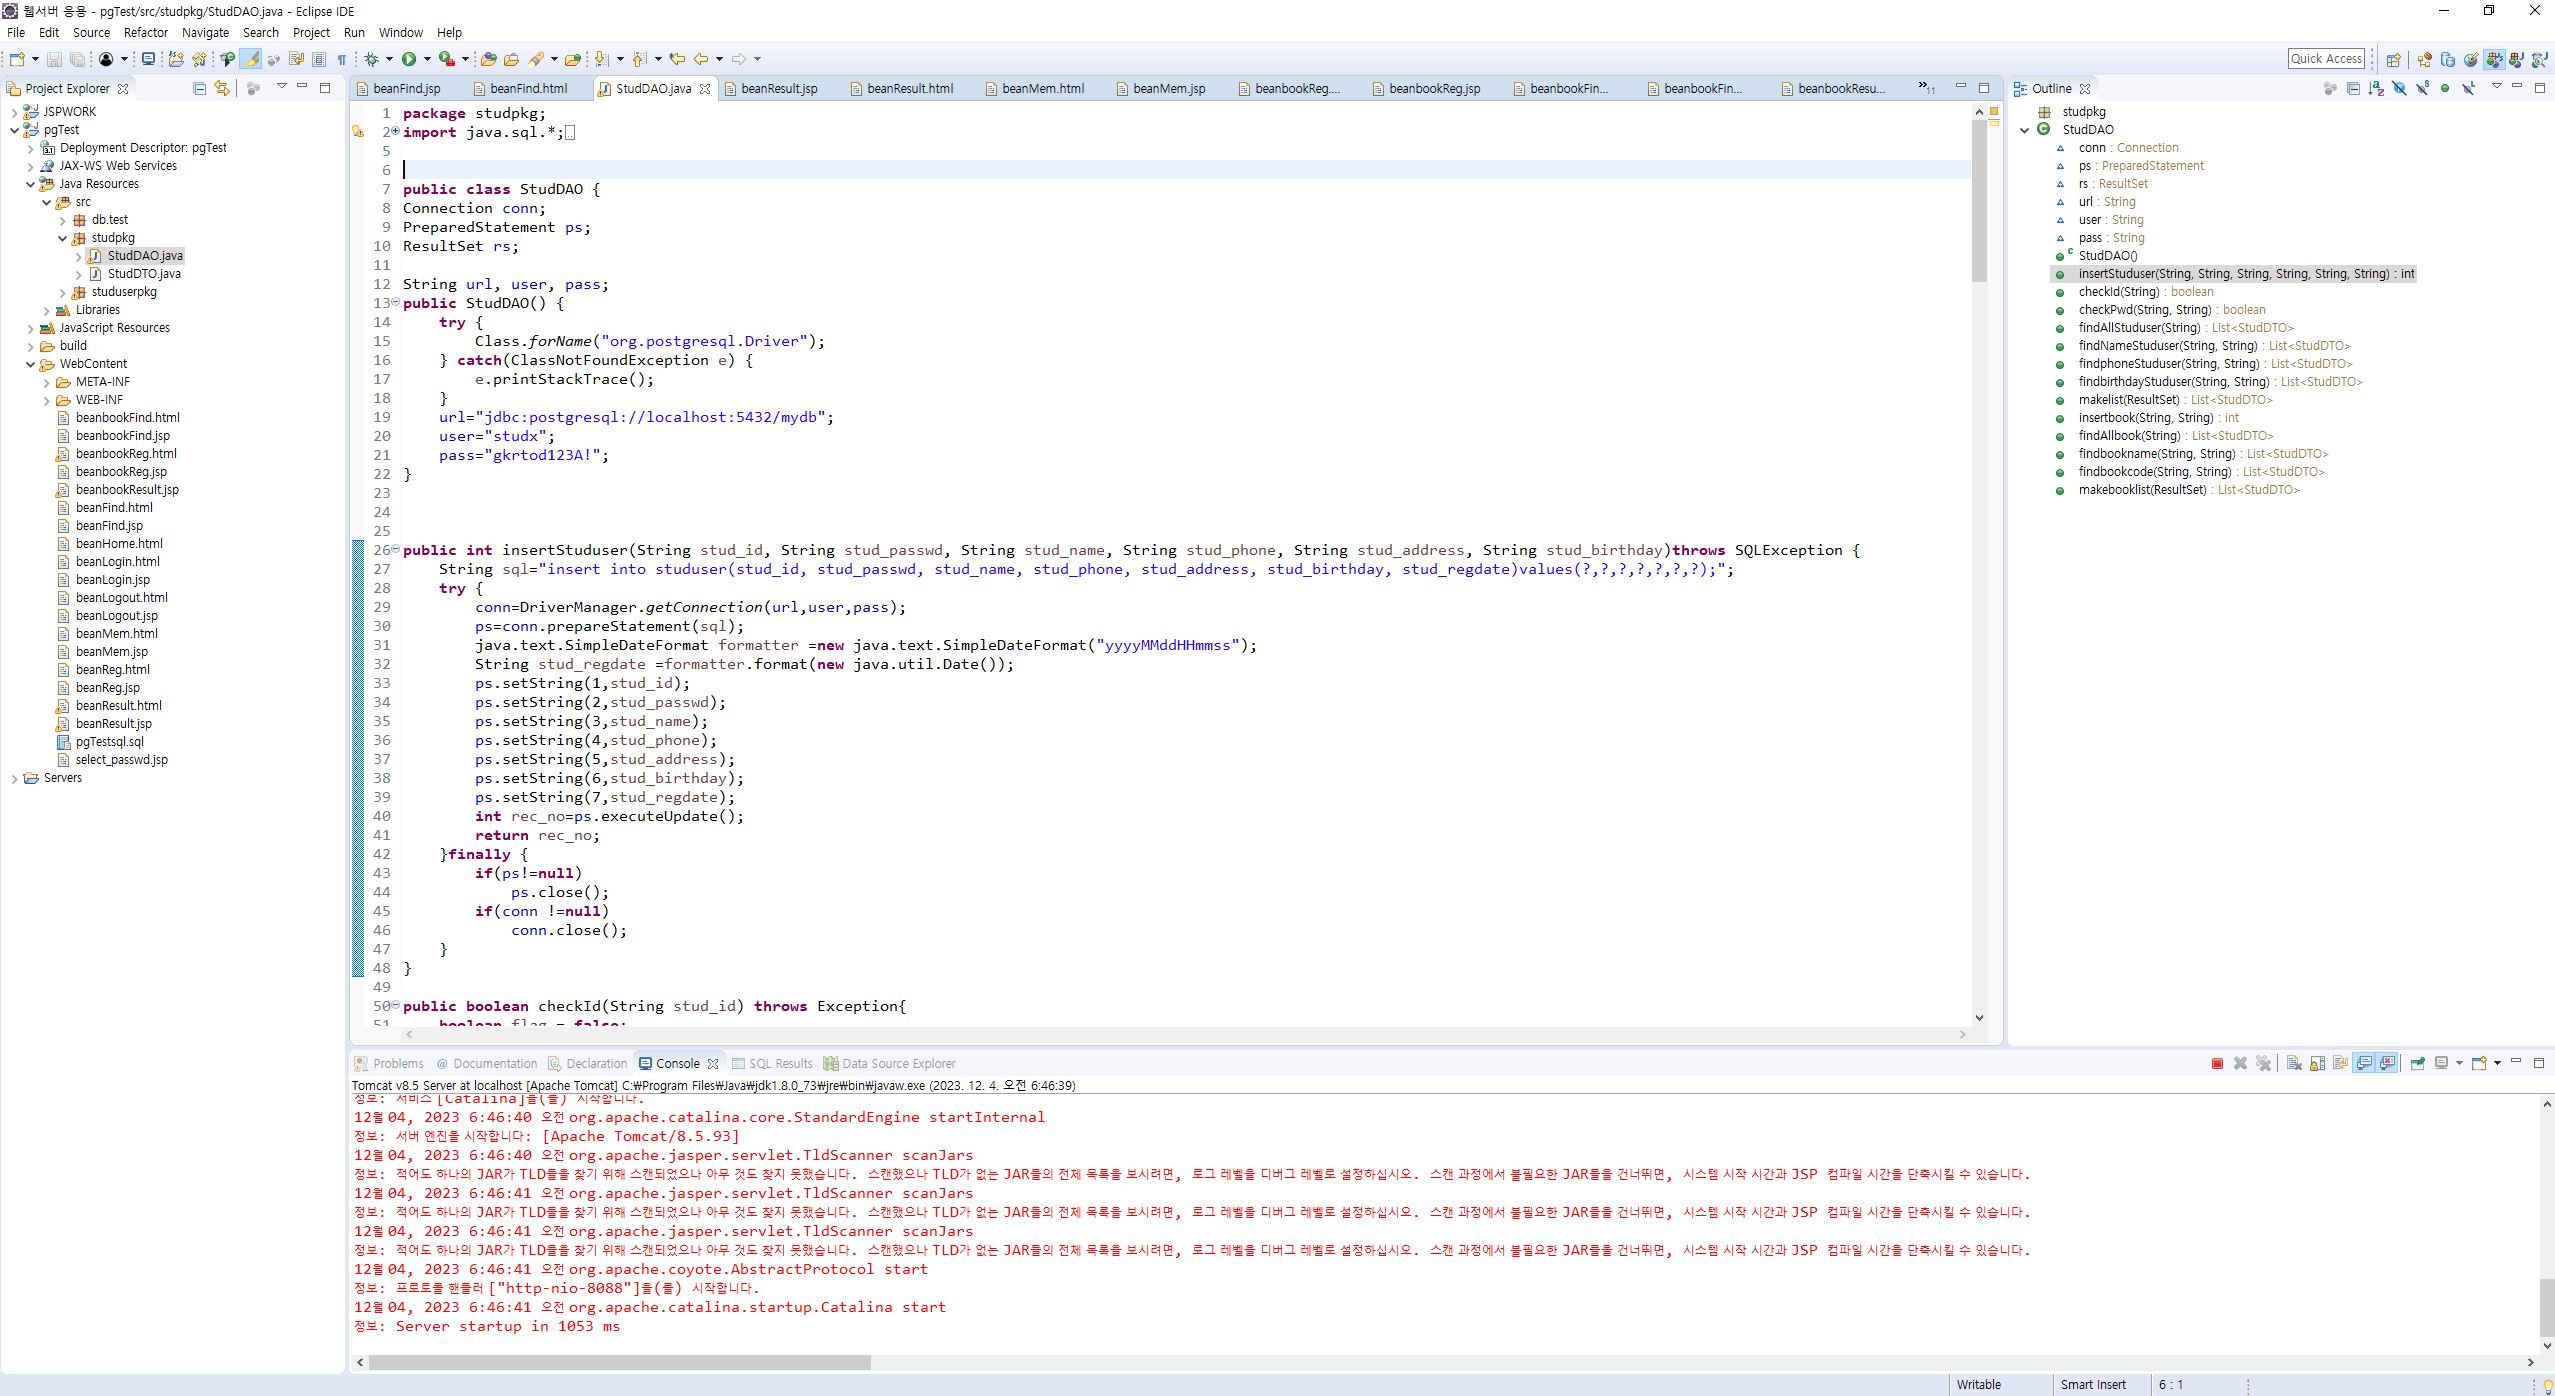 웹서버 응용 - pgTest/src/studpkg/StudDAO.java - Eclipse IDE
File Edit Source Refactor Navigate Search Project Run Window Help
Quick Access
Project Explorer
JSPWORK
pgTest
Deployment Descriptor: pgTest
JAX-WS Web Services
Java Resources
src
db.test
studpkg
StudDAO.java
StudDTO.java
studuserpkg
Libraries
JavaScript Resources
build
WebContent
META-INF
WEB-INF
beanbookFind.html
beanbookFind.jsp
beanbookReg.html
beanbookReg.jsp
beanbookResult.jsp
beanFind.html
beanFind.jsp
beanHome.html
beanLogin.html
beanLogin.jsp
beanLogout.html
beanLogout.jsp
beanMem.html
beanMem.jsp
beanReg.html
beanReg.jsp
beanResult.html
beanResult.jsp
pgTestsql.sql
select_passwd.jsp
Servers
beanFind.jsp beanFind.html StudDAO.java beanResult.jsp beanResult.html beanMem.html beanMem.jsp beanbookReg.... beanbookReg.jsp beanbookFin... beanbookFin... beanbookResu... »11
1 package studpkg;
2 import java.sql.*;
5
6
7 public class StudDAO {
8 Connection conn;
9 PreparedStatement ps;
10 ResultSet rs;
11
12 String url, user, pass;
13 public StudDAO() {
14 try {
15 Class.forName("org.postgresql.Driver");
16 } catch(ClassNotFoundException e) {
17 e.printStackTrace();
18 }
19 url="jdbc:postgresql://localhost:5432/mydb";
20 user="studx";
21 pass="gkrtod123A!";
22 }
23
24
25
26 public int insertStuduser(String stud_id, String stud_passwd, String stud_name, String stud_phone, String stud_address, String stud_birthday)throws SQLException {
27 String sql="insert into studuser(stud_id, stud_passwd, stud_name, stud_phone, stud_address, stud_birthday, stud_regdate)values(?,?,?,?,?,?,?);";
28 try {
29 conn=DriverManager.getConnection(url,user,pass);
30 ps=conn.prepareStatement(sql);
31 java.text.SimpleDateFormat formatter =new java.text.SimpleDateFormat("yyyyMMddHHmmss");
32 String stud_regdate =formatter.format(new java.util.Date());
33 ps.setString(1,stud_id);
34 ps.setString(2,stud_passwd);
35 ps.setString(3,stud_name);
36 ps.setString(4,stud_phone);
37 ps.setString(5,stud_address);
38 ps.setString(6,stud_birthday);
39 ps.setString(7,stud_regdate);
40 int rec_no=ps.executeUpdate();
41 return rec_no;
42 }finally {
43 if(ps!=null)
44 ps.close();
45 if(conn !=null)
46 conn.close();
47 }
48 }
49
50 public boolean checkId(String stud_id) throws Exception{
51 boolean flag = false;
Outline
studpkg
StudDAO
conn : Connection
ps : PreparedStatement
rs : ResultSet
url : String
user : String
pass : String
StudDAO()
insertStuduser(String, String, String, String, String, String) : int
checkId(String) : boolean
checkPwd(String, String) : boolean
findAllStuduser(String) : List<StudDTO>
findNameStuduser(String, String) : List<StudDTO>
findphoneStuduser(String, String) : List<StudDTO>
findbirthdayStuduser(String, String) : List<StudDTO>
makelist(ResultSet) : List<StudDTO>
insertbook(String, String) : int
findAllbook(String) : List<StudDTO>
findbookname(String, String) : List<StudDTO>
findbookcode(String, String) : List<StudDTO>
makebooklist(ResultSet) : List<StudDTO>
Problems @ Documentation Declaration Console SQL Results Data Source Explorer
Tomcat v8.5 Server at localhost [Apache Tomcat] C:₩Program Files₩Java₩jdk1.8.0_73₩jre₩bin₩javaw.exe (2023. 12. 4. 오전 6:46:39)
정보: 서비스 [Catalina]을(를) 시작합니다.
12월 04, 2023 6:46:40 오전 org.apache.catalina.core.StandardEngine startInternal
정보: 서버 엔진을 시작합니다: [Apache Tomcat/8.5.93]
12월 04, 2023 6:46:40 오전 org.apache.jasper.servlet.TldScanner scanJars
정보: 적어도 하나의 JAR가 TLD들을 찾기 위해 스캔되었으나 아무 것도 찾지 못했습니다. 스캔했으나 TLD가 없는 JAR들의 전체 목록을 보시려면, 로그 레벨을 디버그 레벨로 설정하십시오. 스캔 과정에서 불필요한 JAR들을 건너뛰면, 시스템 시작 시간과 JSP 컴파일 시간을 단축시킬 수 있습니다.
12월 04, 2023 6:46:41 오전 org.apache.jasper.servlet.TldScanner scanJars
정보: 적어도 하나의 JAR가 TLD들을 찾기 위해 스캔되었으나 아무 것도 찾지 못했습니다. 스캔했으나 TLD가 없는 JAR들의 전체 목록을 보시려면, 로그 레벨을 디버그 레벨로 설정하십시오. 스캔 과정에서 불필요한 JAR들을 건너뛰면, 시스템 시작 시간과 JSP 컴파일 시간을 단축시킬 수 있습니다.
12월 04, 2023 6:46:41 오전 org.apache.jasper.servlet.TldScanner scanJars
정보: 적어도 하나의 JAR가 TLD들을 찾기 위해 스캔되었으나 아무 것도 찾지 못했습니다. 스캔했으나 TLD가 없는 JAR들의 전체 목록을 보시려면, 로그 레벨을 디버그 레벨로 설정하십시오. 스캔 과정에서 불필요한 JAR들을 건너뛰면, 시스템 시작 시간과 JSP 컴파일 시간을 단축시킬 수 있습니다.
12월 04, 2023 6:46:41 오전 org.apache.coyote.AbstractProtocol start
정보: 프로토콜 핸들러 ["http-nio-8088"]을(를) 시작합니다.
12월 04, 2023 6:46:41 오전 org.apache.catalina.startup.Catalina start
정보: Server startup in 1053 ms
Writable Smart Insert 6 : 1